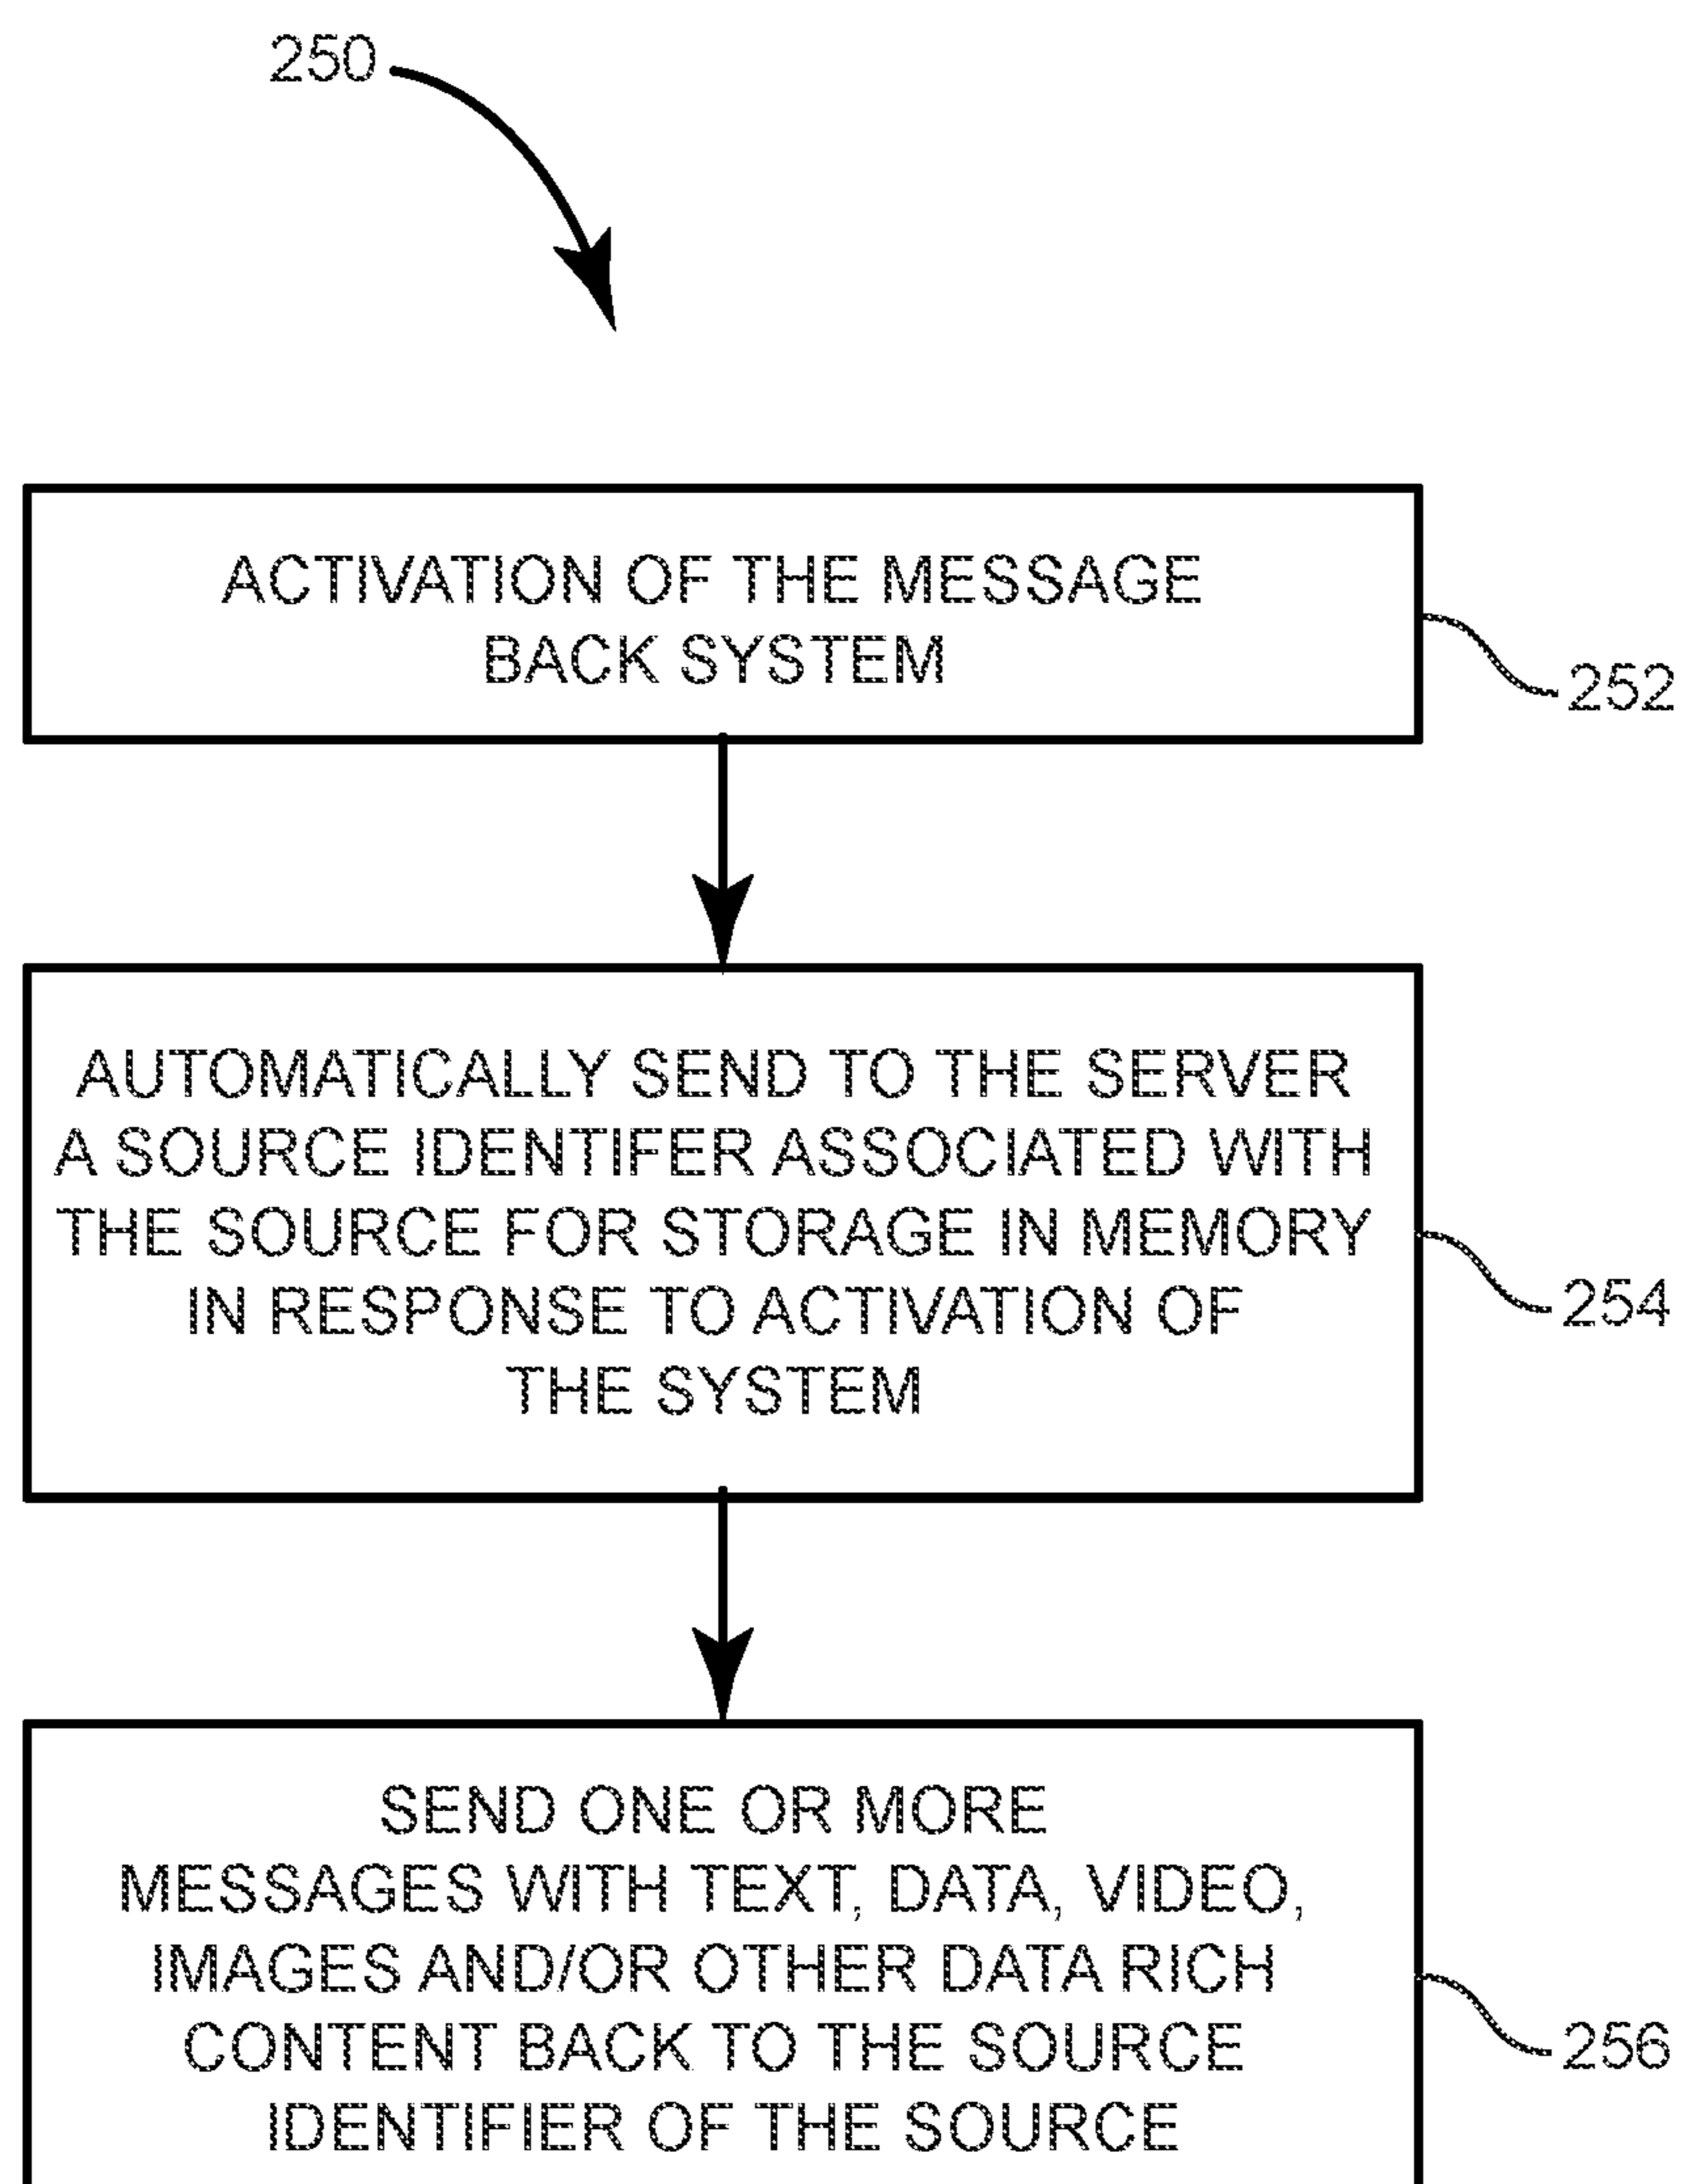 250
ACTIVATION OF THE MESSAGE
BACK SYSTEM
252
AUTOMATICALLY SEND TO THE SERVER
A SOURCE IDENTIFER ASSOCIATED WITH
THE SOURCE FOR STORAGE IN MEMORY
IN RESPONSE TO ACTIVATION OF
THE SYSTEM
254
SEND ONE OR MORE
MESSAGES WITH TEXT, DATA, VIDEO,
IMAGES AND/OR OTHER DATA RICH
CONTENT BACK TO THE SOURCE
IDENTIFIER OF THE SOURCE
256